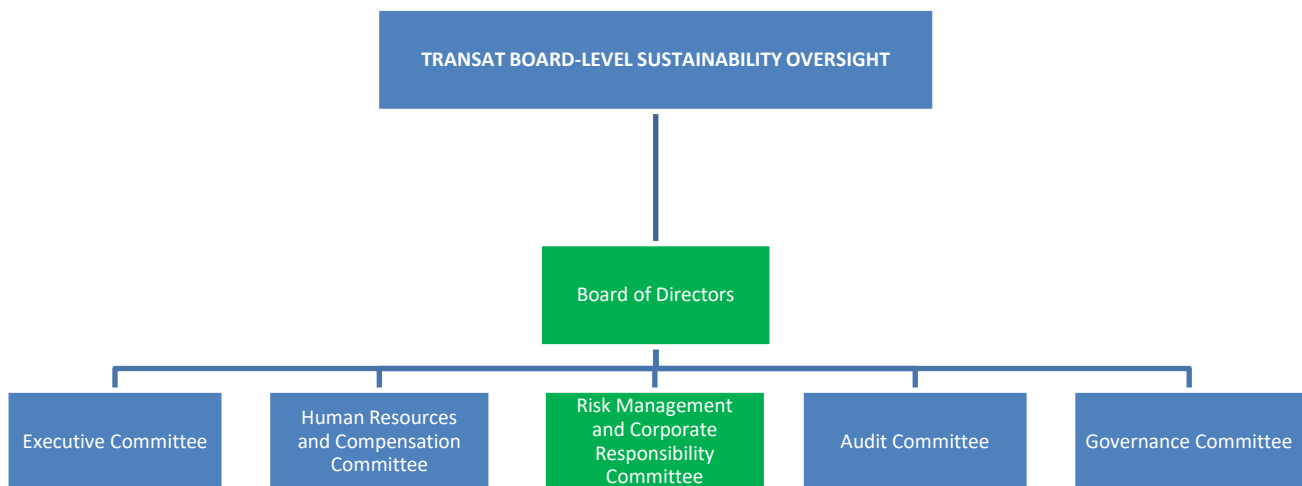 TRANSAT BOARD-LEVEL SUSTAINABILITY OVERSIGHT
Board of Directors
Executive Committee
Human Resources
and Compensation
Committee
Risk Management
and Corporate
Responsibility
Committee
Audit Committee
Governance Committee